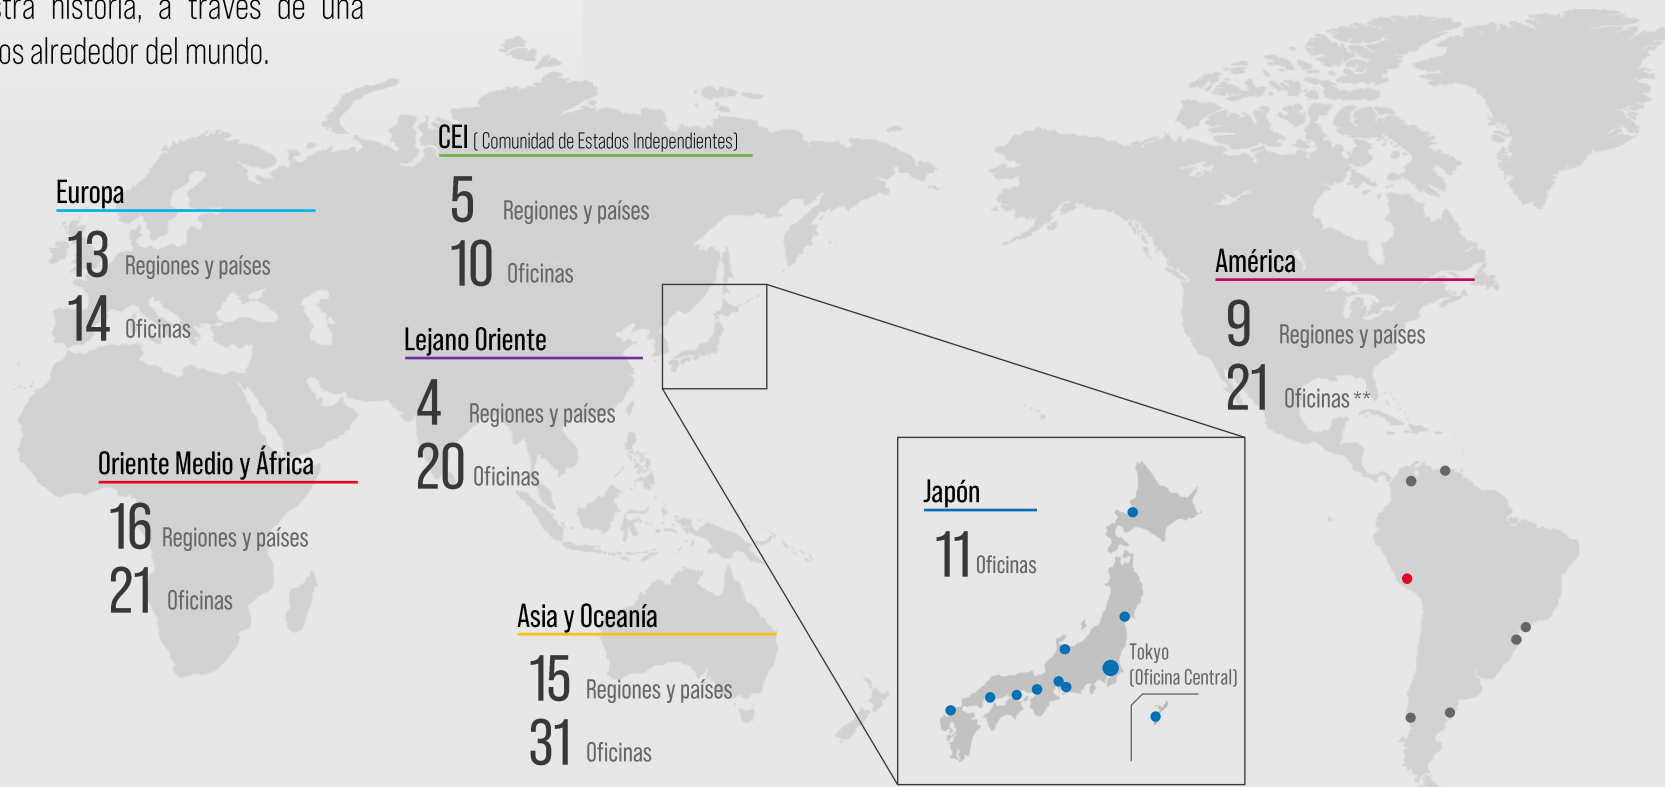 historia, a través de una
alrededor del mundo.
CEI ( Comunidad de Estados Independientes)
5 Regiones y países
10 Oficinas
Europa
13 Regiones y países
14 Oficinas
América
9 Regiones y países
21 Oficinas **
Lejano Oriente
4 Regiones y países
20 Oficinas
Oriente Medio y África
16 Regiones y países
21 Oficinas
Japón
11 Oficinas
Tokyo
(Oficina Central)
Asia y Oceanía
15 Regiones y países
31 Oficinas